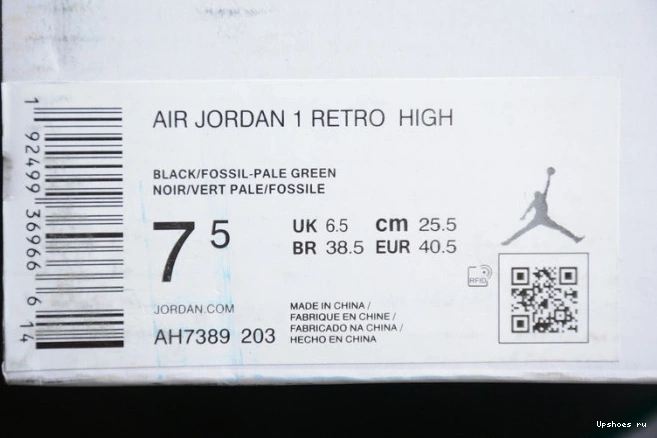 AIR JORDAN 1 RETRO HIGH
BLACK/FOSSIL-PALE GREEN
NOIR/VERT PALE/FOSSILE
7 5
UK 6.5 cm 25.5
BR 38.5 EUR 40.5
RFID
JORDAN.COM
AH7389 203
MADE IN CHINA /
FABRIQUE EN CHINE /
FABRICADO NA CHINA /
HECHO EN CHINA
1 92499 36966 6 14
Upshoes ru